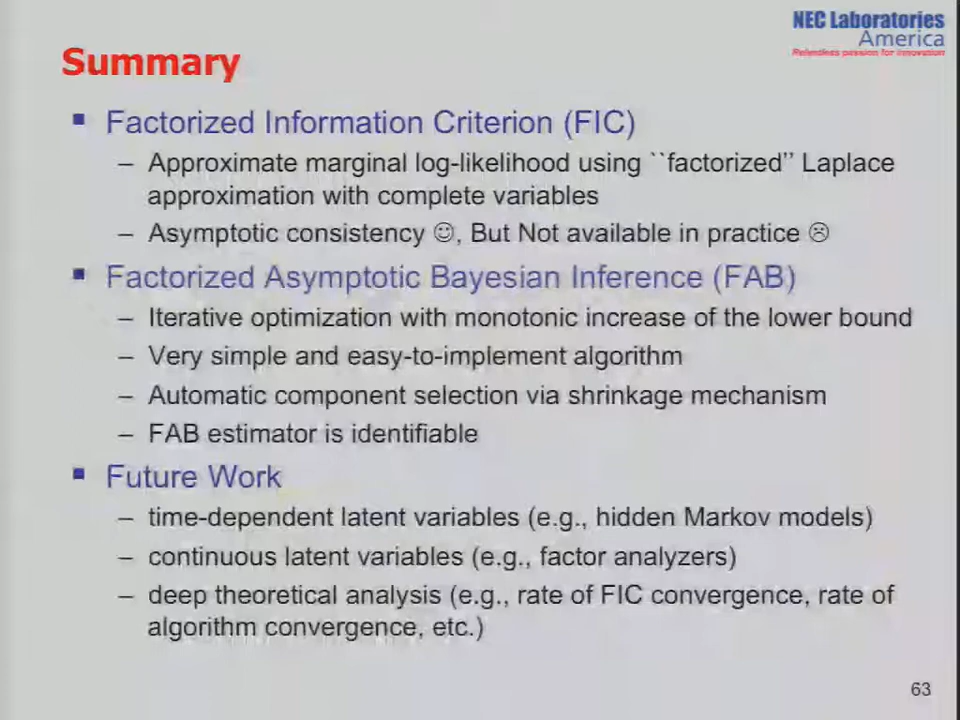 NEC Laboratories
America
Relentless passion for innovation
Summary
▪ Factorized Information Criterion (FIC)
– Approximate marginal log-likelihood using ``factorized'' Laplace
approximation with complete variables
– Asymptotic consistency ☺, But Not available in practice ☹
▪ Factorized Asymptotic Bayesian Inference (FAB)
– Iterative optimization with monotonic increase of the lower bound
– Very simple and easy-to-implement algorithm
– Automatic component selection via shrinkage mechanism
– FAB estimator is identifiable
▪ Future Work
– time-dependent latent variables (e.g., hidden Markov models)
– continuous latent variables (e.g., factor analyzers)
– deep theoretical analysis (e.g., rate of FIC convergence, rate of
algorithm convergence, etc.)
63